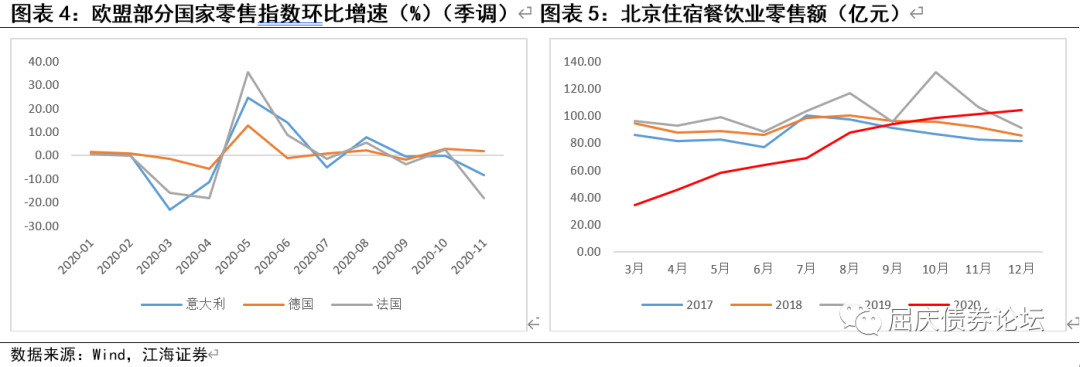 图表 4：欧盟部分国家零售指数环比增速（%）（季调）
40.00
30.00
20.00
10.00
0.00
-10.00
-20.00
-30.00
2020-01 2020-02 2020-03 2020-04 2020-05 2020-06 2020-07 2020-08 2020-09 2020-10 2020-11
意大利 德国 法国
图表 5：北京住宿餐饮业零售额（亿元）
140.00
120.00
100.00
80.00
60.00
40.00
20.00
0.00
3月 4月 5月 6月 7月 8月 9月 10月 11月 12月
2017 2018 2019 2020
屈庆债券论坛
数据来源：Wind，江海证券